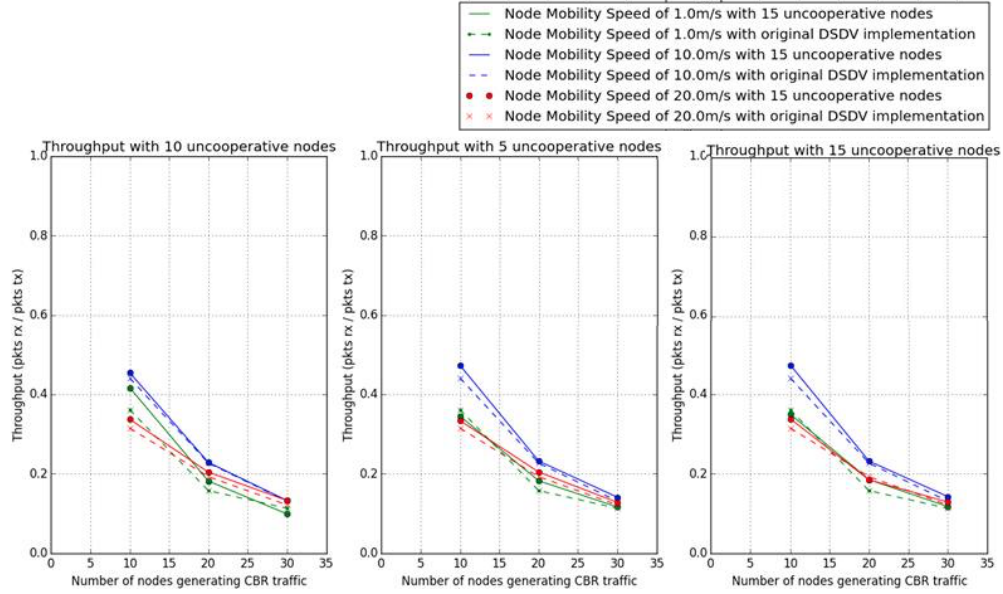 Node Mobility Speed of 1.0m/s with 15 uncooperative nodes
Node Mobility Speed of 1.0m/s with original DSDV implementation
Node Mobility Speed of 10.0m/s with 15 uncooperative nodes
Node Mobility Speed of 10.0m/s with original DSDV implementation
Node Mobility Speed of 20.0m/s with 15 uncooperative nodes
Node Mobility Speed of 20.0m/s with original DSDV implementation
Throughput with 10 uncooperative nodes
1.0
0.8
0.6
0.4
0.2
0.0
Throughput (pkts rx / pkts tx)
0 5 10 15 20 25 30 35
Number of nodes generating CBR traffic
Throughput with 5 uncooperative nodes
1.0
0.8
0.6
0.4
0.2
0.0
Throughput (pkts rx / pkts tx)
0 5 10 15 20 25 30 35
Number of nodes generating CBR traffic
Throughput with 15 uncooperative nodes
1.0
0.8
0.6
0.4
0.2
0.0
Throughput (pkts rx / pkts tx)
0 5 10 15 20 25 30 35
Number of nodes generating CBR traffic